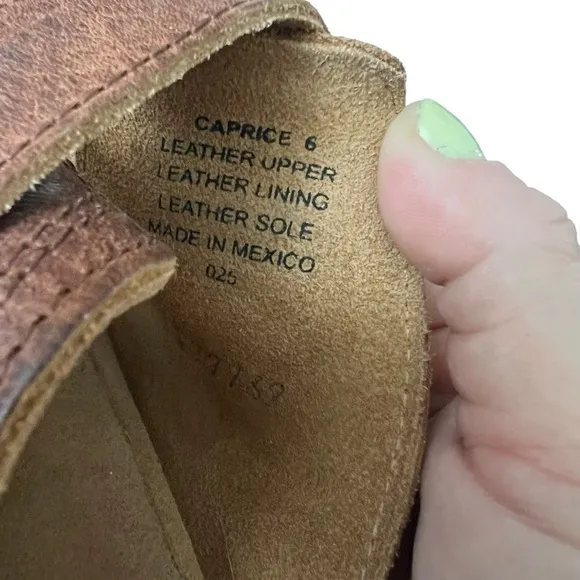 CAPRICE 6
LEATHER UPPER
LEATHER LINING
LEATHER SOLE
MADE IN MEXICO
025